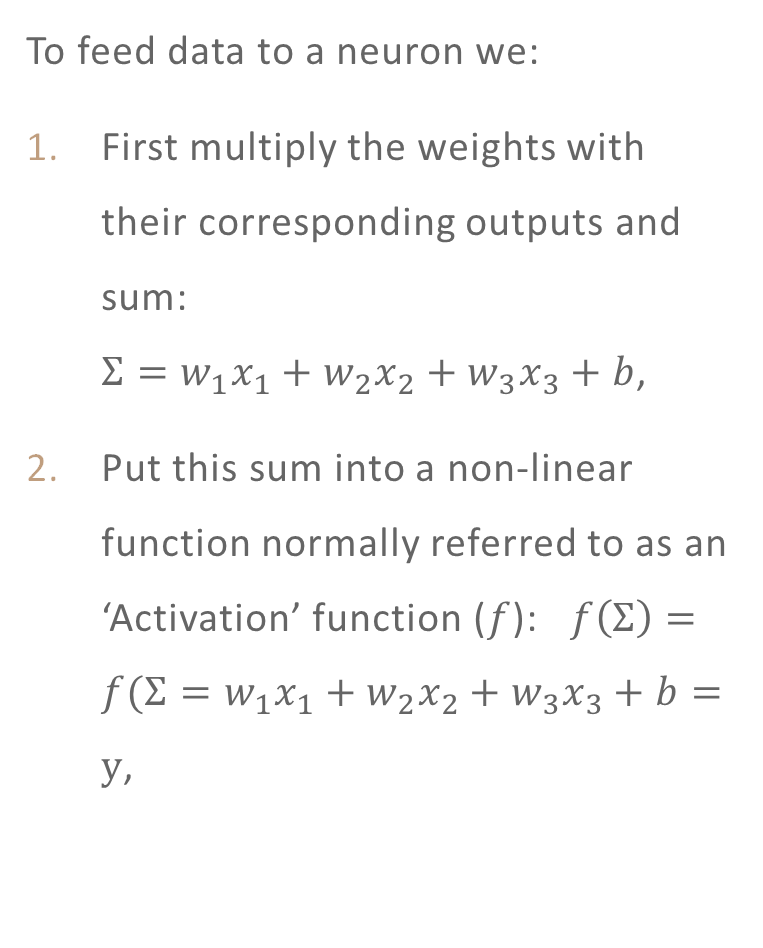 To feed data to a neuron we:
1. First multiply the weights with
their corresponding outputs and
sum:
Σ = w₁x₁ + w₂x₂ + w₃x₃ + b,
2. Put this sum into a non-linear
function normally referred to as an
‘Activation’ function (f): f(Σ) =
f(Σ = w₁x₁ + w₂x₂ + w₃x₃ + b =
y,